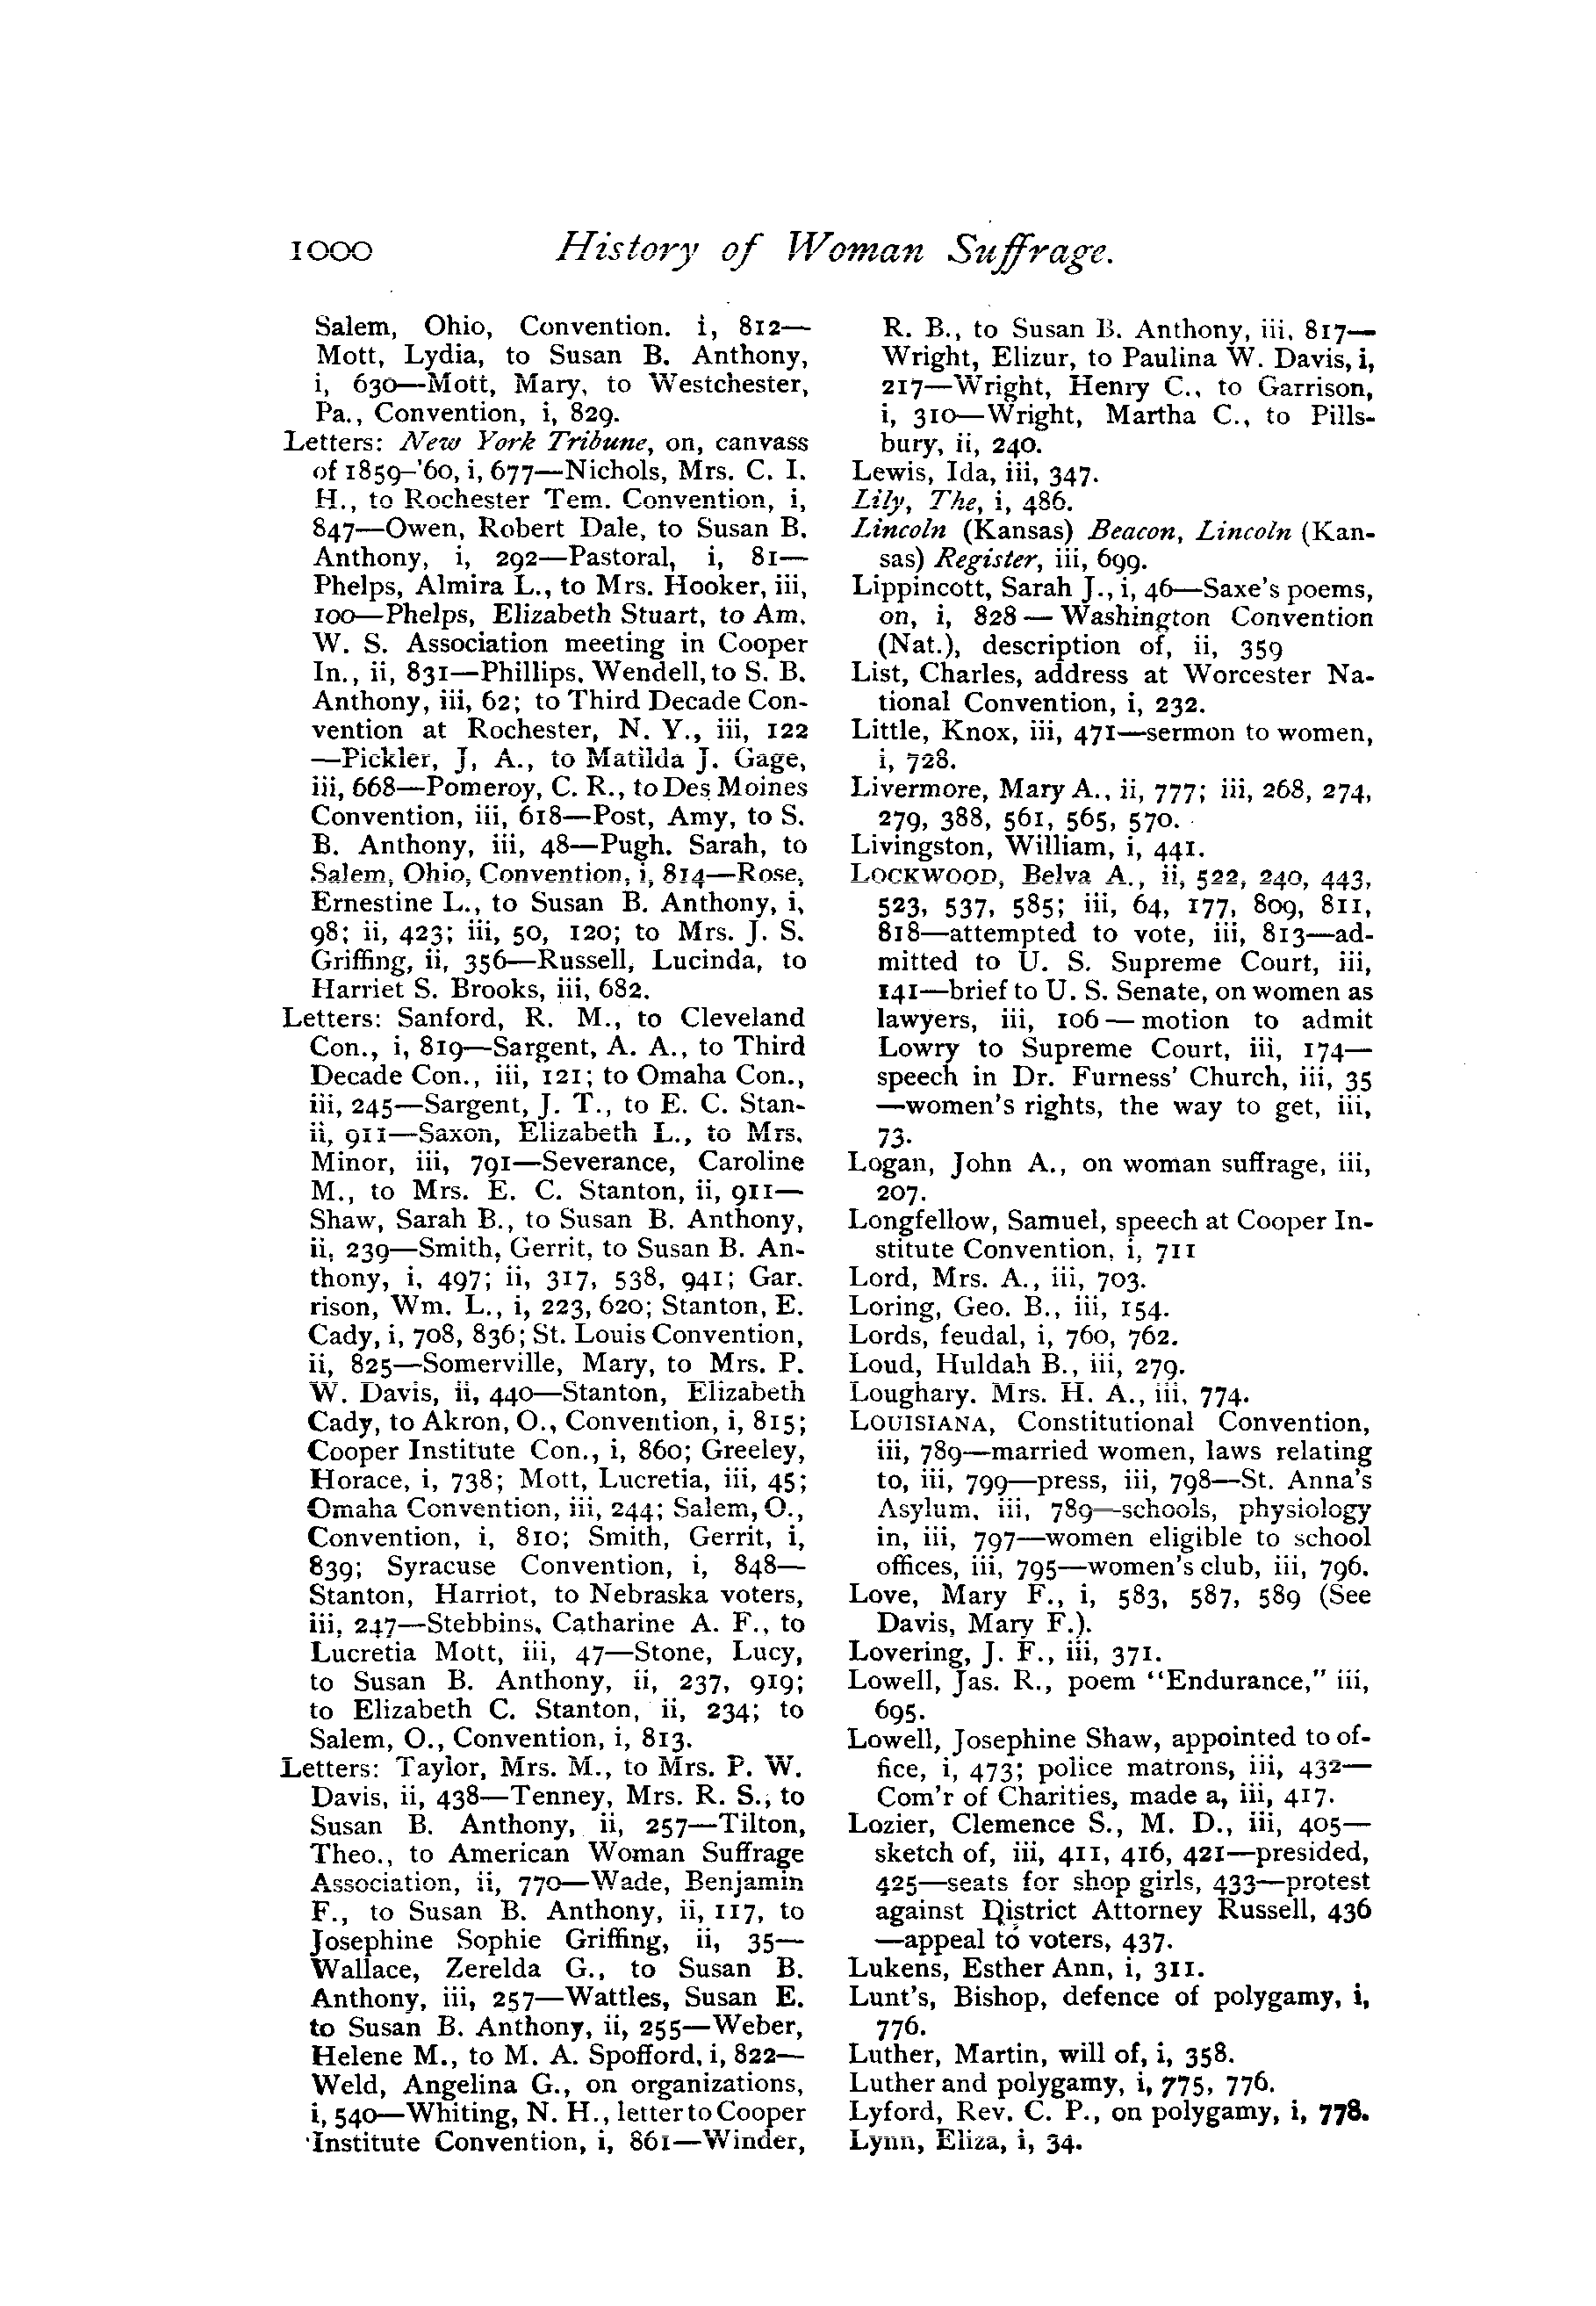 1000 History of Woman Suffrage.
Salem, Ohio, Convention. i, 812—
Mott, Lydia, to Susan B. Anthony,
i, 630—Mott, Mary, to Westchester,
Pa., Convention, i, 829.
Letters: New York Tribune, on, canvass
of 1859-'60, i, 677—Nichols, Mrs. C. I.
H., to Rochester Tem. Convention, i,
847—Owen, Robert Dale, to Susan B.
Anthony, i, 292—Pastoral, i, 81—
Phelps, Almira L., to Mrs. Hooker, iii,
100—Phelps, Elizabeth Stuart, to Am.
W. S. Association meeting in Cooper
In., ii, 831—Phillips, Wendell, to S. B.
Anthony, iii, 62; to Third Decade Con-
vention at Rochester, N. Y., iii, 122
—Pickler, J, A., to Matilda J. Gage,
iii, 668—Pomeroy, C. R., to Des Moines
Convention, iii, 618—Post, Amy, to S.
B. Anthony, iii, 48—Pugh. Sarah, to
Salem, Ohio, Convention, i, 814—Rose,
Ernestine L., to Susan B. Anthony, i,
98; ii, 423; iii, 50, 120; to Mrs. J. S.
Griffing, ii, 356—Russell, Lucinda, to
Harriet S. Brooks, iii, 682.
Letters: Sanford, R. M., to Cleveland
Con., i, 819—Sargent, A. A., to Third
Decade Con., iii, 121; to Omaha Con.,
iii, 245—Sargent, J. T., to E. C. Stan-
ii, 911—Saxon, Elizabeth L., to Mrs.
Minor, iii, 791—Severance, Caroline
M., to Mrs. E. C. Stanton, ii, 911—
Shaw, Sarah B., to Susan B. Anthony,
ii, 239—Smith, Gerrit, to Susan B. An-
thony, i, 497; ii, 317, 538, 941; Gar.
rison, Wm. L., i, 223, 620; Stanton, E.
Cady, i, 708, 836; St. Louis Convention,
ii, 825—Somerville, Mary, to Mrs. P.
W. Davis, ii, 440—Stanton, Elizabeth
Cady, to Akron, O., Convention, i, 815;
Cooper Institute Con., i, 860; Greeley,
Horace, i, 738; Mott, Lucretia, iii, 45;
Omaha Convention, iii, 244; Salem, O.,
Convention, i, 810; Smith, Gerrit, i,
839; Syracuse Convention, i, 848—
Stanton, Harriot, to Nebraska voters,
iii, 247—Stebbins, Catharine A. F., to
Lucretia Mott, iii, 47—Stone, Lucy,
to Susan B. Anthony, ii, 237, 919;
to Elizabeth C. Stanton, ii, 234; to
Salem, O., Convention, i, 813.
Letters: Taylor, Mrs. M., to Mrs. P. W.
Davis, ii, 438—Tenney, Mrs. R. S., to
Susan B. Anthony, ii, 257—Tilton,
Theo., to American Woman Suffrage
Association, ii, 770—Wade, Benjamin
F., to Susan B. Anthony, ii, 117, to
Josephine Sophie Griffing, ii, 35—
Wallace, Zerelda G., to Susan B.
Anthony, iii, 257—Wattles, Susan E.
to Susan B. Anthony, ii, 255—Weber,
Helene M., to M. A. Spofford, i, 822—
Weld, Angelina G., on organizations,
i, 540—Whiting, N. H., letter to Cooper
Institute Convention, i, 861—Winder,
R. B., to Susan B. Anthony, iii, 817—
Wright, Elizur, to Paulina W. Davis, i,
217—Wright, Henry C., to Garrison,
i, 310—Wright, Martha C., to Pills-
bury, ii, 240.
Lewis, Ida, iii, 347.
Lily, The, i, 486.
Lincoln (Kansas) Beacon, Lincoln (Kan-
sas) Register, iii, 699.
Lippincott, Sarah J., i, 46—Saxe's poems,
on, i, 828—Washington Convention
(Nat.), description of, ii, 359
List, Charles, address at Worcester Na-
tional Convention, i, 232.
Little, Knox, iii, 471—sermon to women,
i, 728.
Livermore, Mary A., ii, 777; iii, 268, 274,
279, 388, 561, 565, 570.
Livingston, William, i, 441.
LOCKWOOD, Belva A., ii, 522, 240, 443,
523, 537, 585; iii, 64, 177, 809, 811,
818—attempted to vote, iii, 813—ad-
mitted to U. S. Supreme Court, iii,
141—brief to U. S. Senate, on women as
lawyers, iii, 106—motion to admit
Lowry to Supreme Court, iii, 174—
speech in Dr. Furness' Church, iii, 35
—women's rights, the way to get, iii,
73.
Logan, John A., on woman suffrage, iii,
207.
Longfellow, Samuel, speech at Cooper In-
stitute Convention, i, 711
Lord, Mrs. A., iii, 703.
Loring, Geo. B., iii, 154.
Lords, feudal, i, 760, 762.
Loud, Huldah B., iii, 279.
Loughary. Mrs. H. A., iii, 774.
LOUISIANA, Constitutional Convention,
iii, 789—married women, laws relating
to, iii, 799—press, iii, 798—St. Anna's
Asylum, iii, 789—schools, physiology
in, iii, 797—women eligible to school
offices, iii, 795—women's club, iii, 796.
Love, Mary F., i, 583, 587, 589 (See
Davis, Mary F.).
Lovering, J. F., iii, 371.
Lowell, Jas. R., poem "Endurance," iii,
695.
Lowell, Josephine Shaw, appointed to of-
fice, i, 473; police matrons, iii, 432—
Com'r of Charities, made a, iii, 417.
Lozier, Clemence S., M. D., iii, 405—
sketch of, iii, 411, 416, 421—presided,
425—seats for shop girls, 433—protest
against District Attorney Russell, 436
—appeal to voters, 437.
Lukens, Esther Ann, i, 311.
Lunt's, Bishop, defence of polygamy, i,
776.
Luther, Martin, will of, i, 358.
Luther and polygamy, i, 775, 776.
Lyford, Rev. C. P., on polygamy, i, 778.
Lynn, Eliza, i, 34.